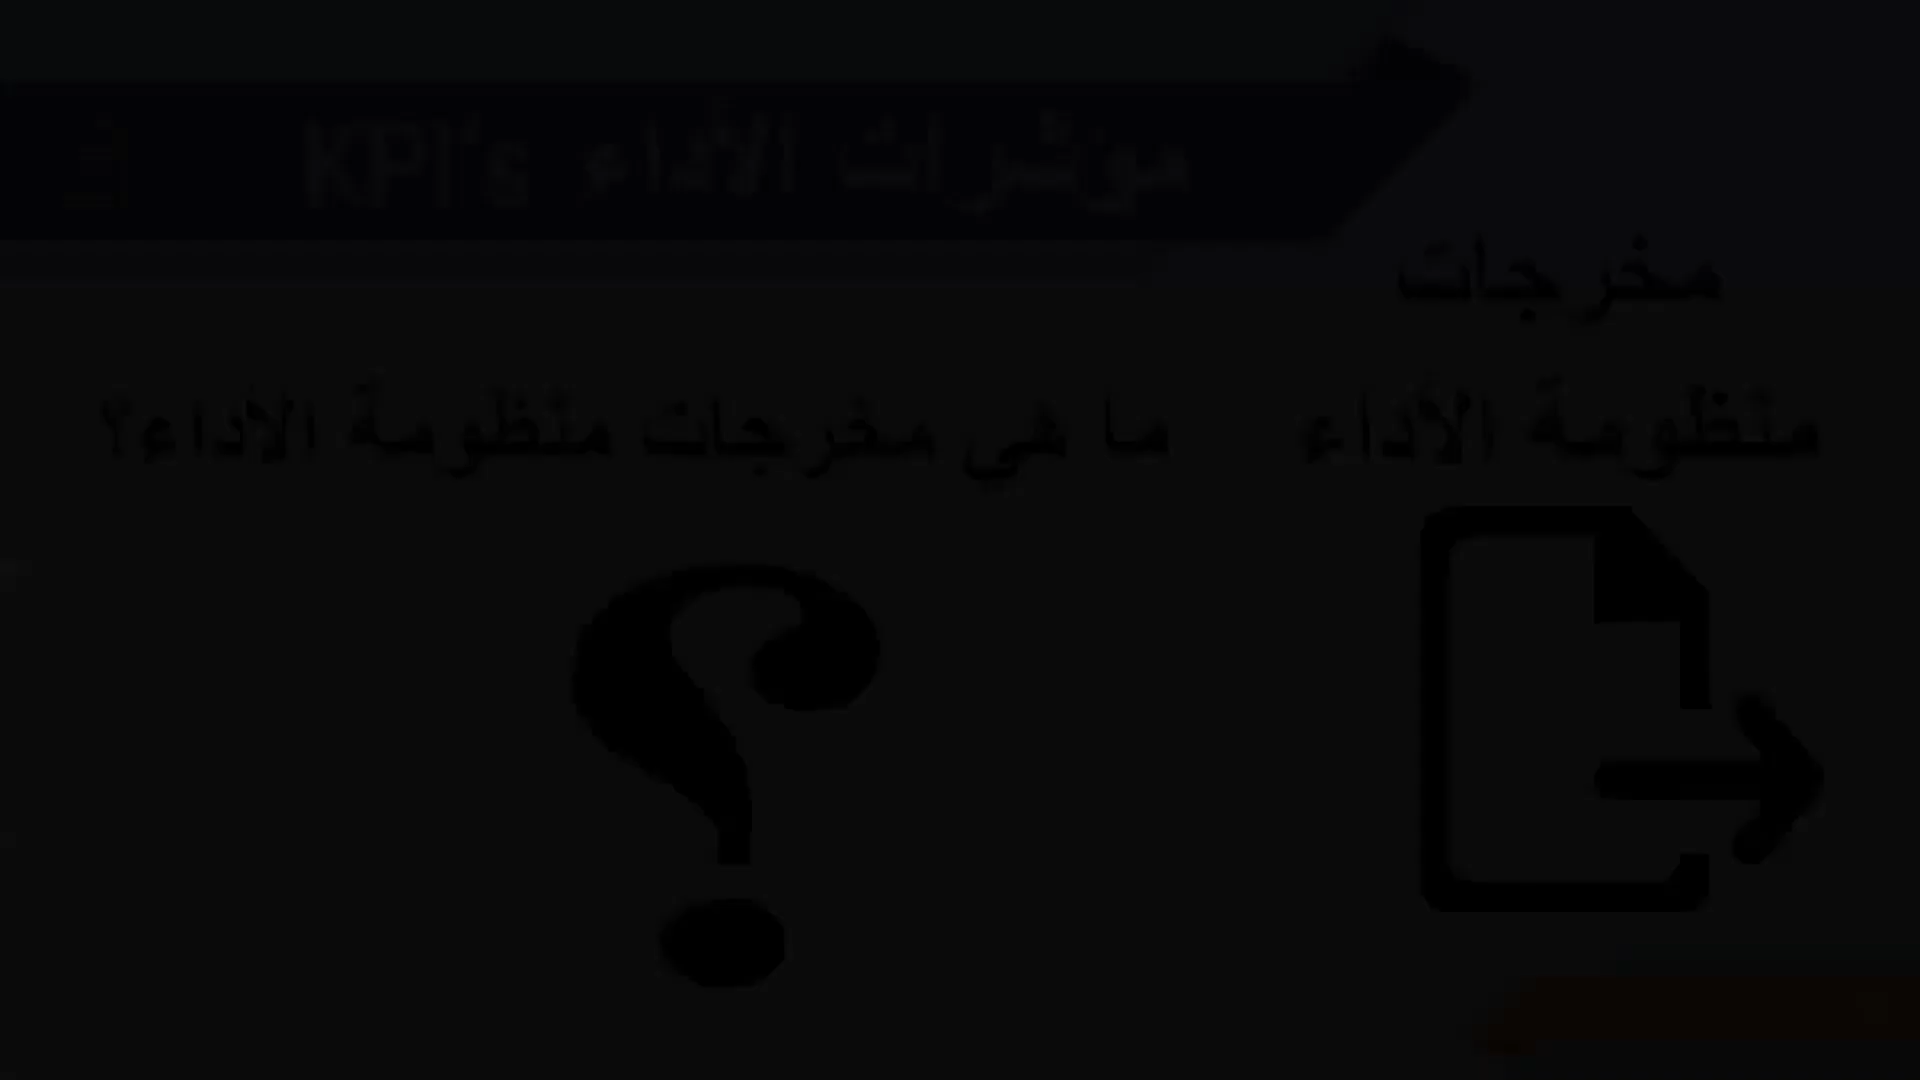 مؤشرات الأداء KPI's
مخرجات
منظومة الأداء
ما هي مخرجات منظومة الأداء؟